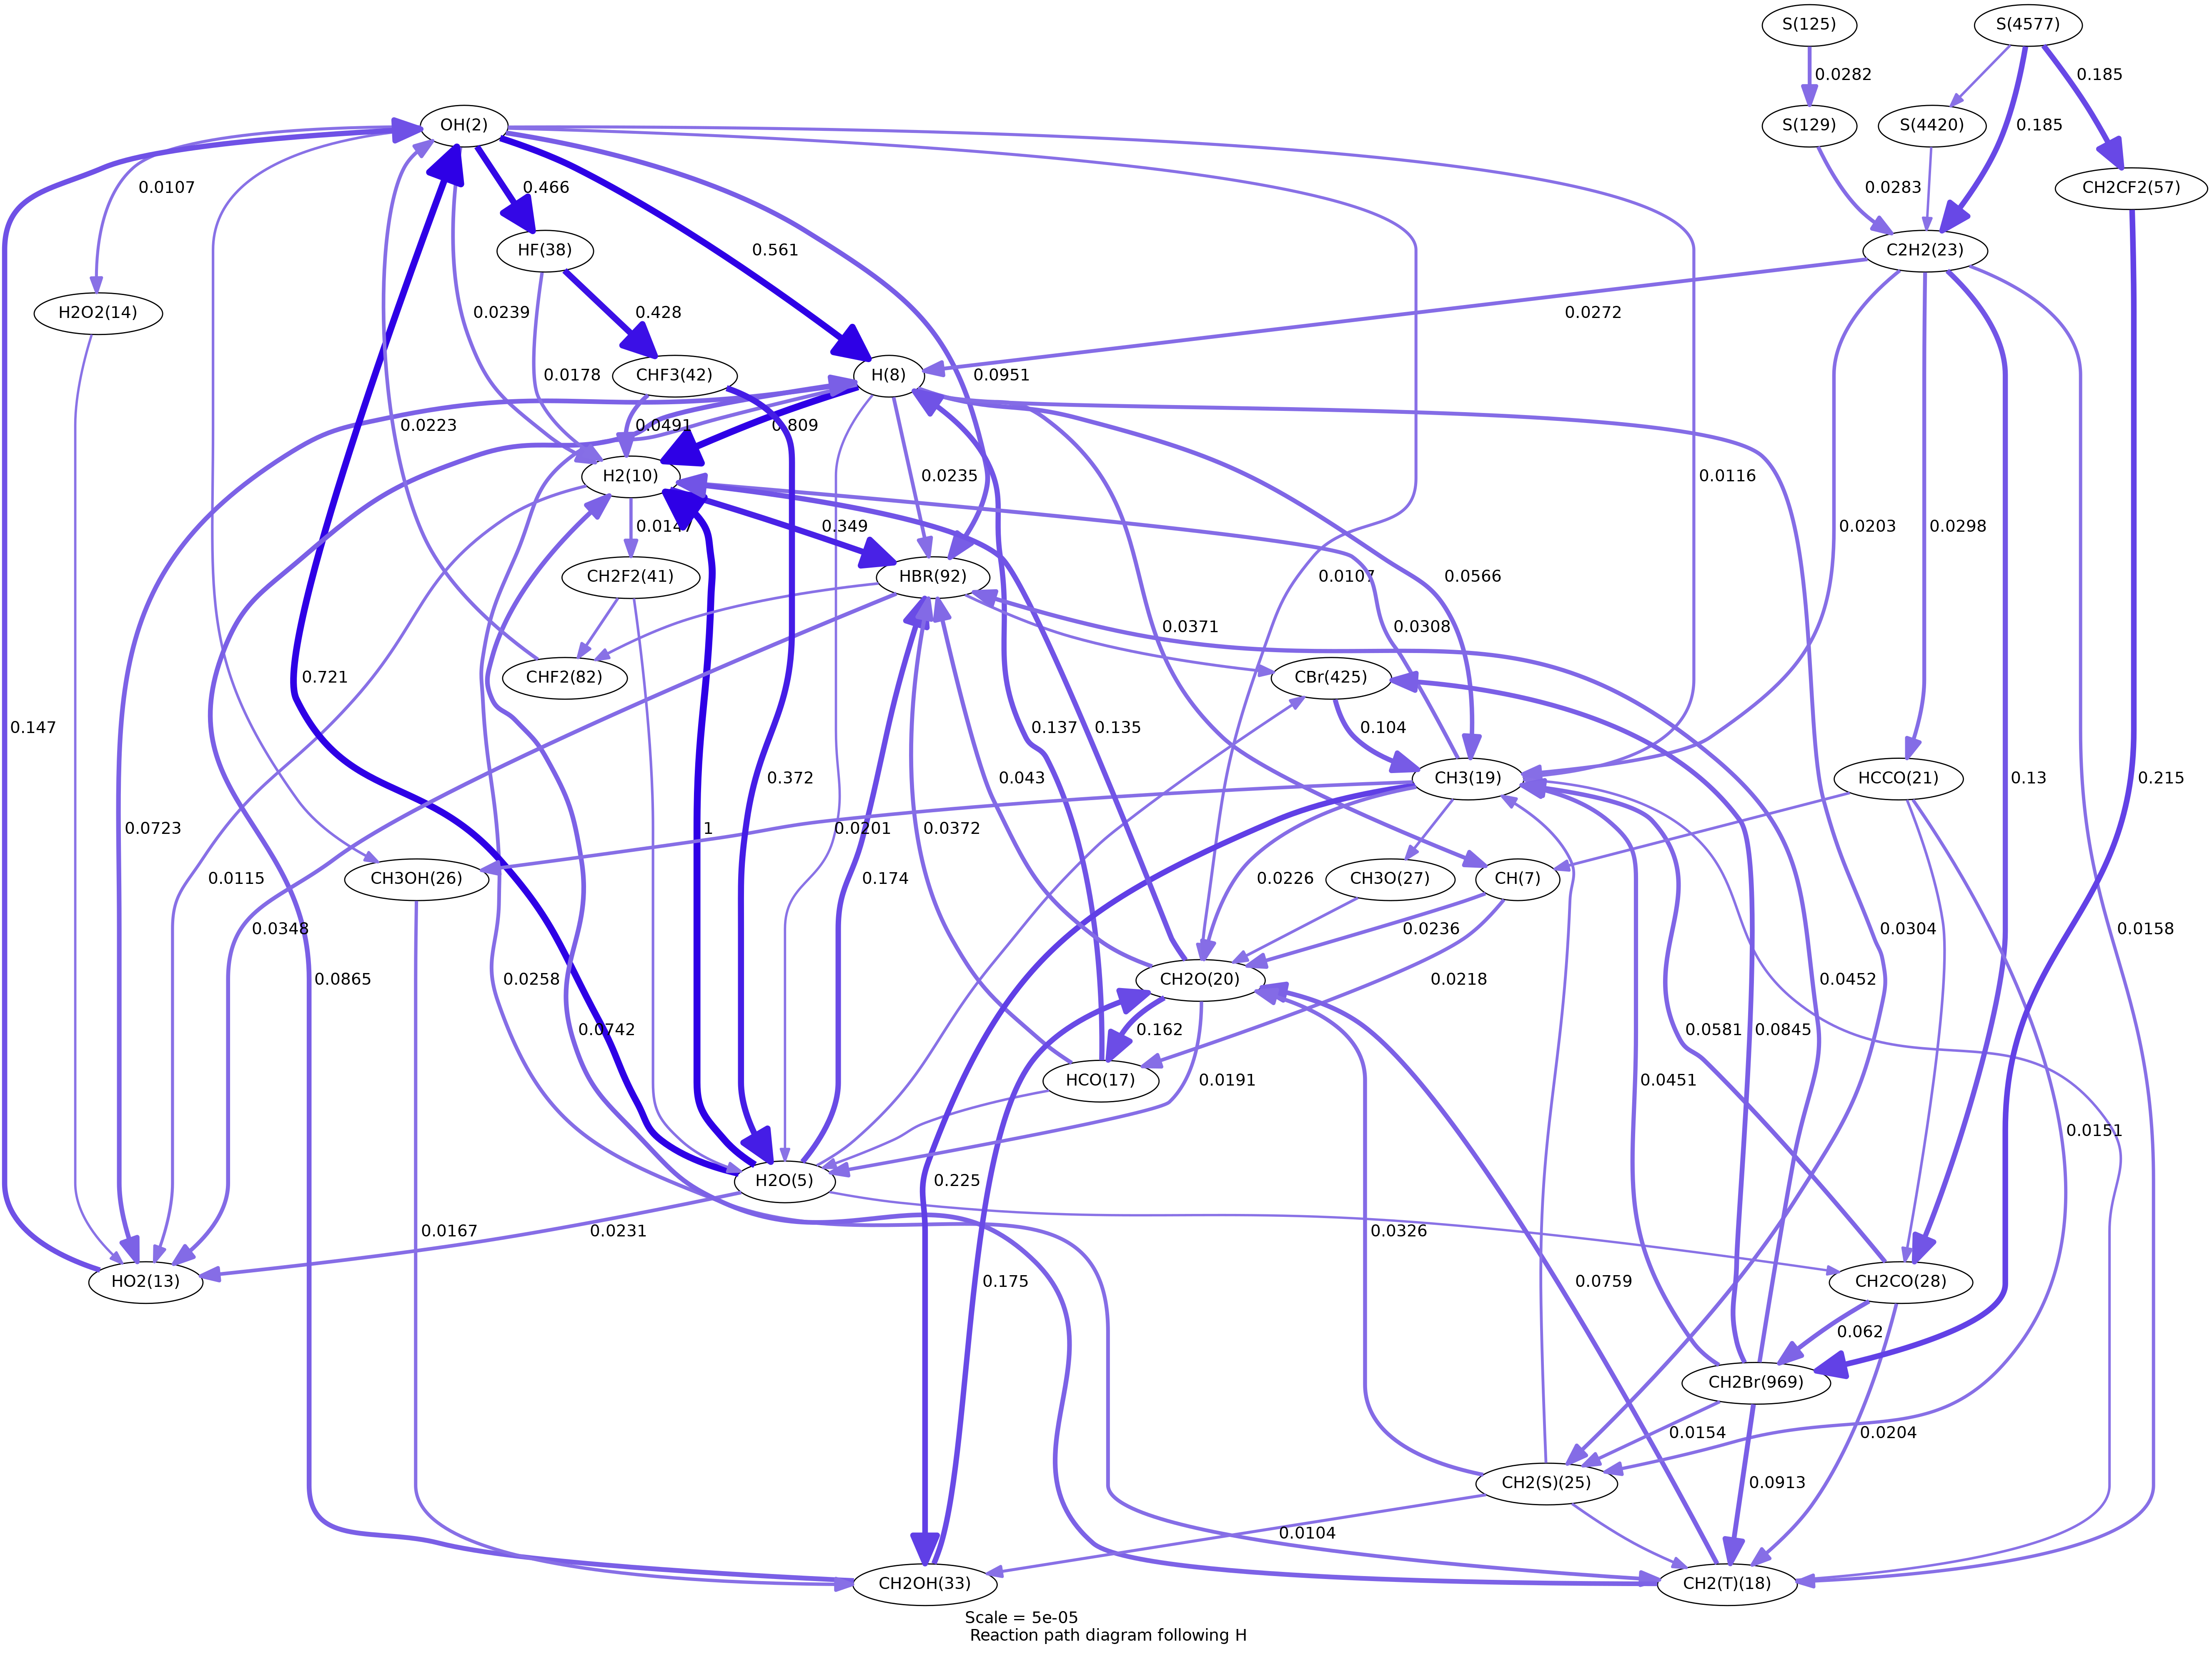 S(125)
S(4577)
0.0282
0.185
OH(2)
S(129)
S(4420)
0.185
0.0107
0.466
CH2CF2(57)
HF(38)
0.561
C2H2(23)
H2O2(14)
0.0239
0.428
0.0272
0.0178
CHF3(42)
H(8)
0.0951
0.0223
0.0491
0.809
H2(10)
0.0235
0.0116
0.0147
0.349
0.0203
0.0298
CH2F2(41)
HBR(92)
0.0107
0.0566
0.0371
0.0308
0.721
CHF2(82)
CBr(425)
0.147
0.137
0.135
0.104
0.372
0.043
CH3(19)
HCCO(21)
0.13
0.215
0.0723
1
0.0201
0.0372
0.0115
CH3OH(26)
0.174
0.0226
CH3O(27)
CH(7)
0.0348
0.0236
0.0304
0.0158
0.0865
0.0258
CH2O(20)
0.0218
0.0452
0.0742
0.162
0.0581
0.0845
HCO(17)
0.0191
0.0451
0.0151
H2O(5)
0.225
0.0167
0.0231
0.0326
HO2(13)
0.175
0.0759
CH2CO(28)
0.062
CH2Br(969)
0.0154
0.0204
CH2(S)(25)
0.0913
0.0104
CH2OH(33)
CH2(T)(18)
Scale = 5e-05
Reaction path diagram following H